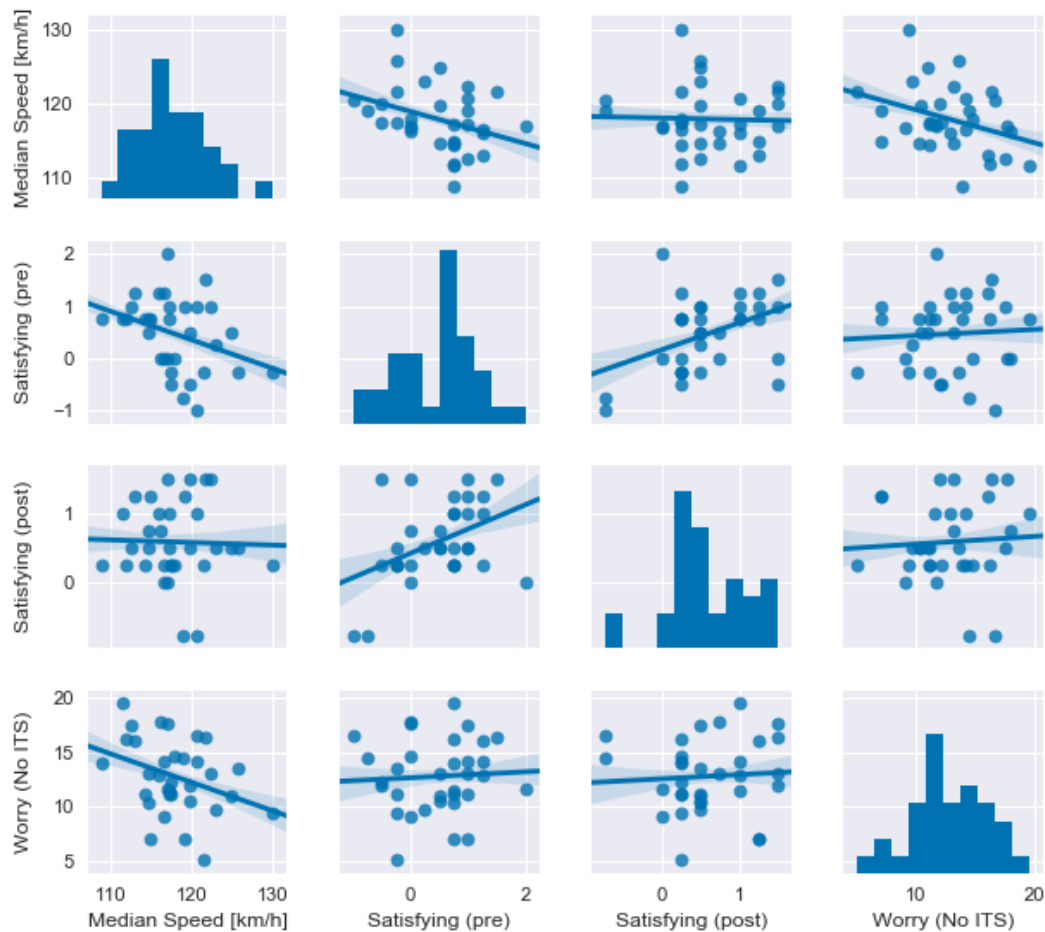 Median Speed [km/h]
130
120
110
Satisfying (pre)
2
1
0
−1
Satisfying (post)
1
0
Worry (No ITS)
20
15
10
5
110 120 130
0 2
0 1
10 20
Median Speed [km/h] Satisfying (pre) Satisfying (post) Worry (No ITS)